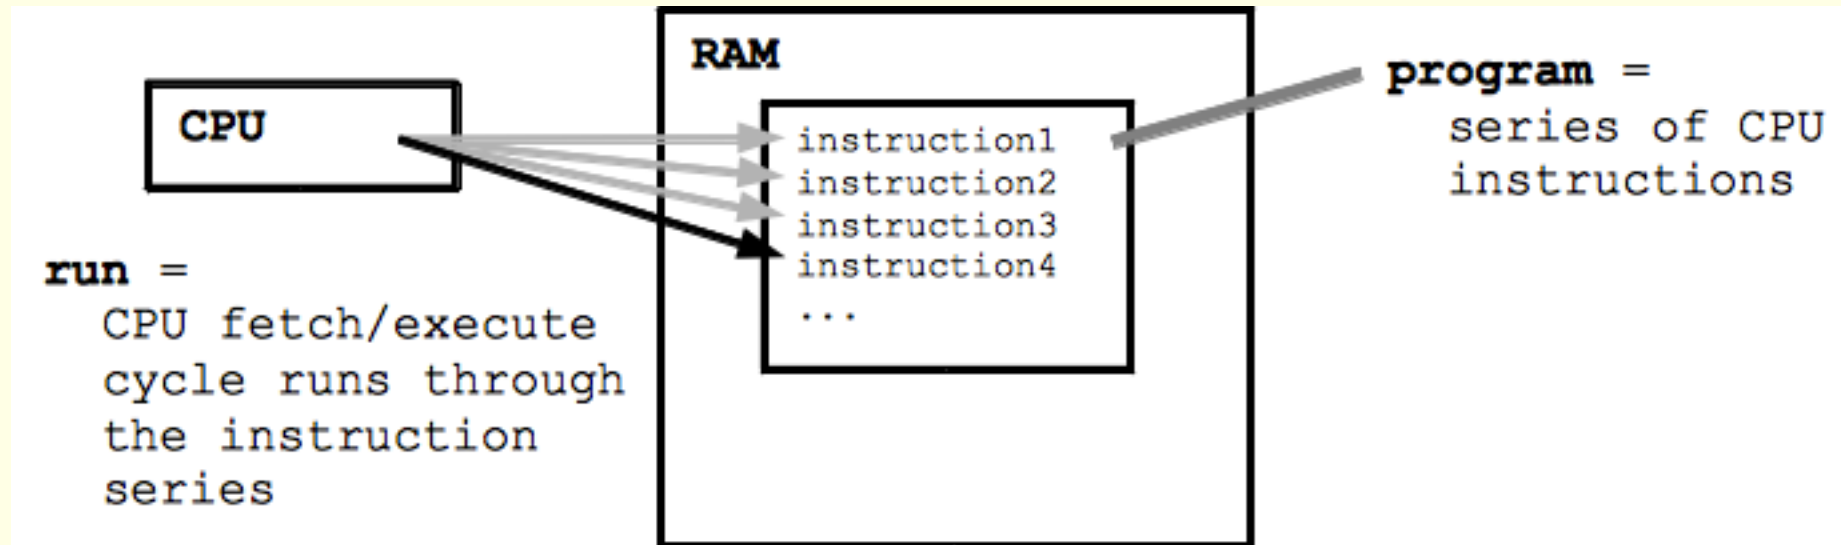 CPU
run =
CPU fetch/execute
cycle runs through
the instruction
series
RAM
instruction1
instruction2
instruction3
instruction4
...
program =
series of CPU
instructions